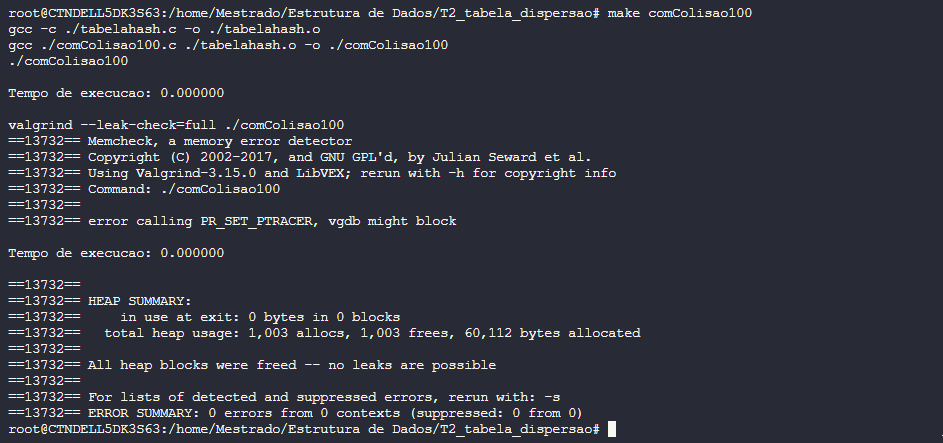 root@CTNDELL5DK3S63:/home/Mestrado/Estrutura de Dados/T2_tabela_dispersao# make comColisao100
gcc -c ./tabelahash.c -o ./tabelahash.o
gcc ./comColisao100.c ./tabelahash.o -o ./comColisao100
./comColisao100

Tempo de execucao: 0.000000

valgrind --leak-check=full ./comColisao100
==13732== Memcheck, a memory error detector
==13732== Copyright (C) 2002-2017, and GNU GPL'd, by Julian Seward et al.
==13732== Using Valgrind-3.15.0 and LibVEX; rerun with -h for copyright info
==13732== Command: ./comColisao100
==13732==
==13732== error calling PR_SET_PTRACER, vgdb might block

Tempo de execucao: 0.000000

==13732==
==13732== HEAP SUMMARY:
==13732==     in use at exit: 0 bytes in 0 blocks
==13732==   total heap usage: 1,003 allocs, 1,003 frees, 60,112 bytes allocated
==13732==
==13732== All heap blocks were freed -- no leaks are possible
==13732==
==13732== For lists of detected and suppressed errors, rerun with: -s
==13732== ERROR SUMMARY: 0 errors from 0 contexts (suppressed: 0 from 0)
root@CTNDELL5DK3S63:/home/Mestrado/Estrutura de Dados/T2_tabela_dispersao#